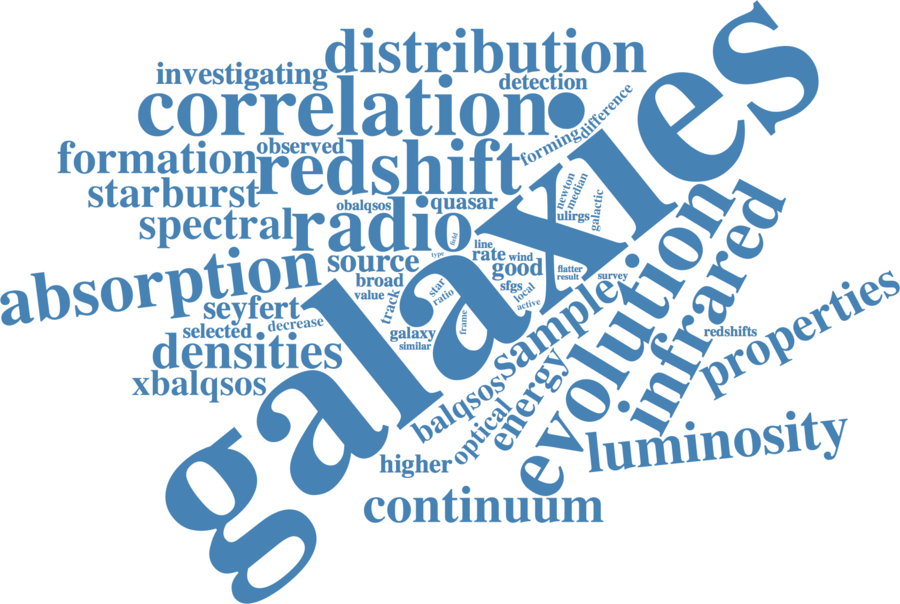 distribution
investigating
detection
correlation
difference
forming
observed
formation
redshift
starburst
newton
median
galactic
ulirgs
obalqsos
quasar
spectral
radio
field
type
line
rate
wind
source
good
flatter
result
survey
absorption
broad
value
track
star
ratio
sfgs
local
active
galaxies
evolution
infrared
seyfert
selected
decrease
galaxy
similar
frame
sample
redshifts
properties
densities
xbalqsos
balqsos
energy
optical
higher
luminosity
continuum